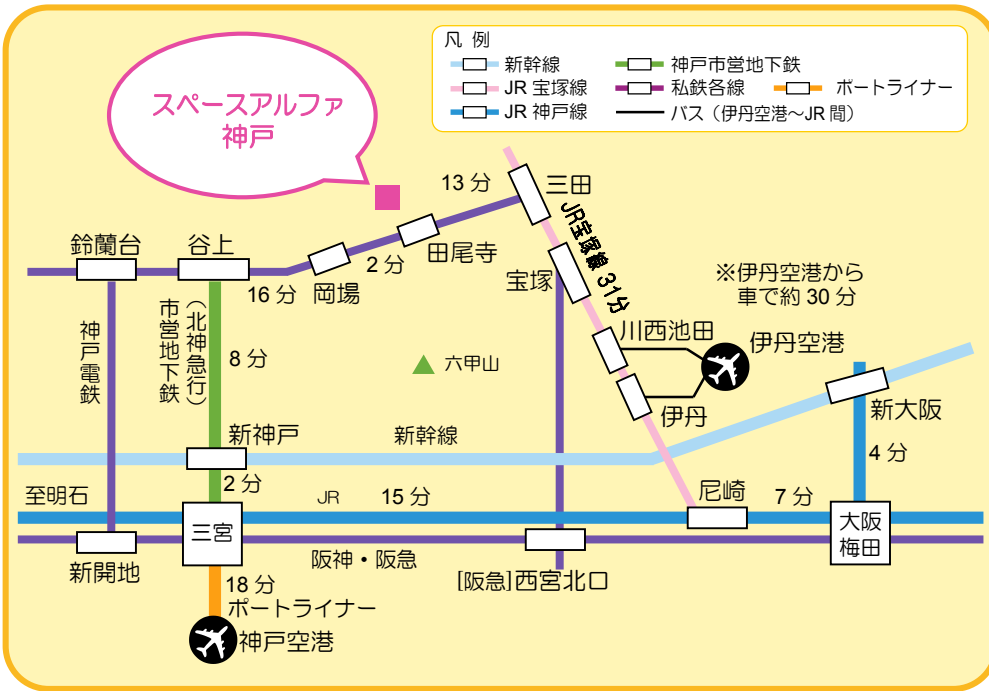 凡 例
新幹線
神戸市営地下鉄
JR 宝塚線
私鉄各線
ポートライナー
JR 神戸線
バス（伊丹空港～JR 間）
スペースアルファ
神戸
13 分
三田
鈴蘭台
谷上
田尾寺
2 分
JR宝塚線 31分
16 分
岡場
宝塚
※伊丹空港から
車で約 30 分
神戸電鉄
市営地下鉄
（北神急行）
8 分
六甲山
川西池田
伊丹空港
伊丹
新大阪
新神戸
新幹線
4 分
2 分
至明石
JR
15 分
尼崎
7 分
三宮
大阪
梅田
新開地
阪神・阪急
[阪急]西宮北口
18 分
ポートライナー
神戸空港